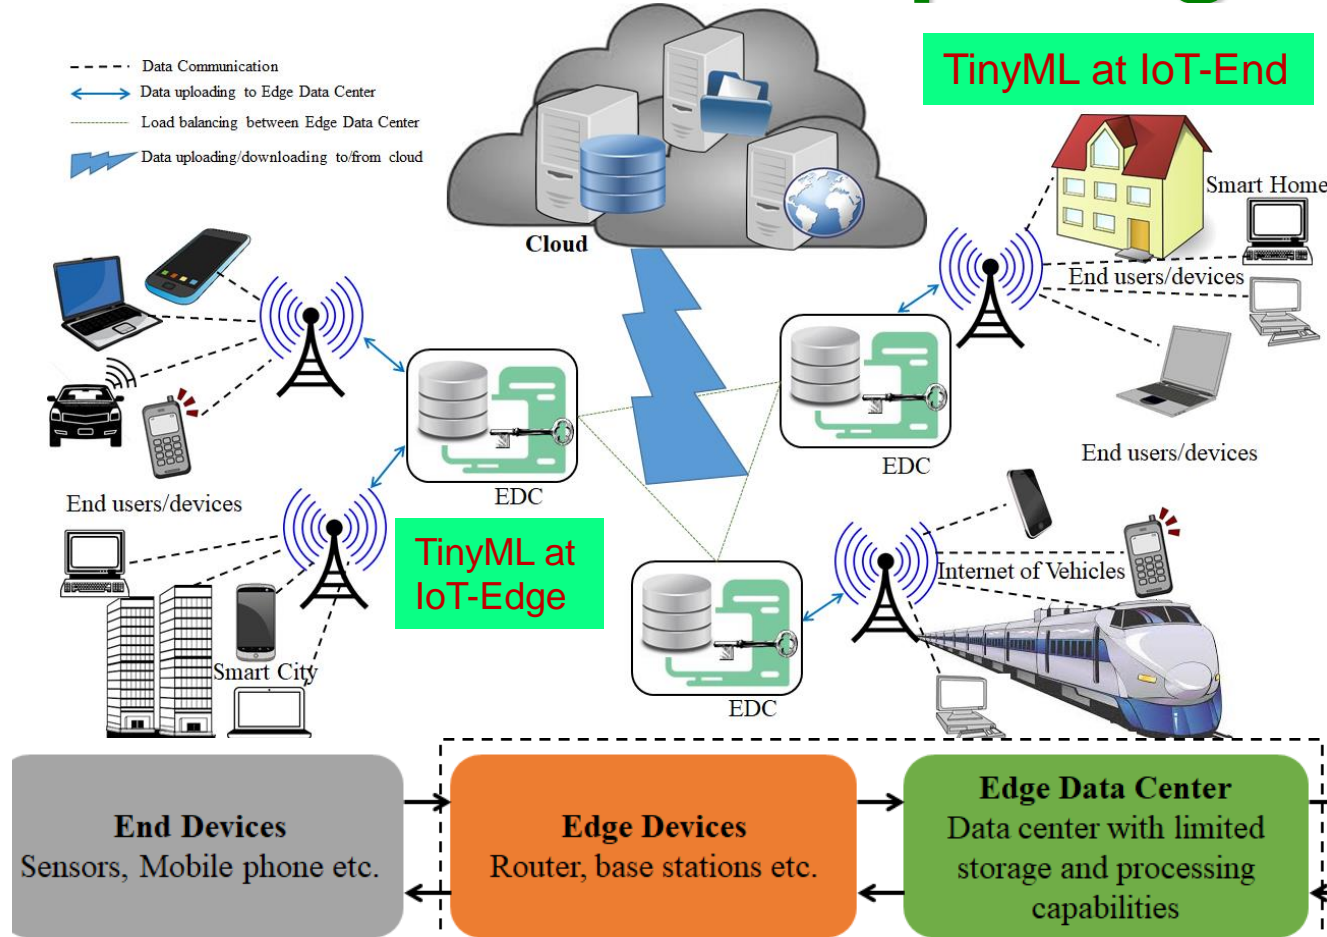 TinyML at IoT-End
Data Communication
Data uploading to Edge Data Center
Load balancing between Edge Data Center
Data uploading/downloading to/from cloud
Cloud
Smart Home
End users/devices
End users/devices
EDC
EDC
End users/devices
TinyML at
IoT-Edge
Internet of Vehicles
Smart City
EDC
End Devices
Sensors, Mobile phone etc.
Edge Devices
Router, base stations etc.
Edge Data Center
Data center with limited
storage and processing
capabilities